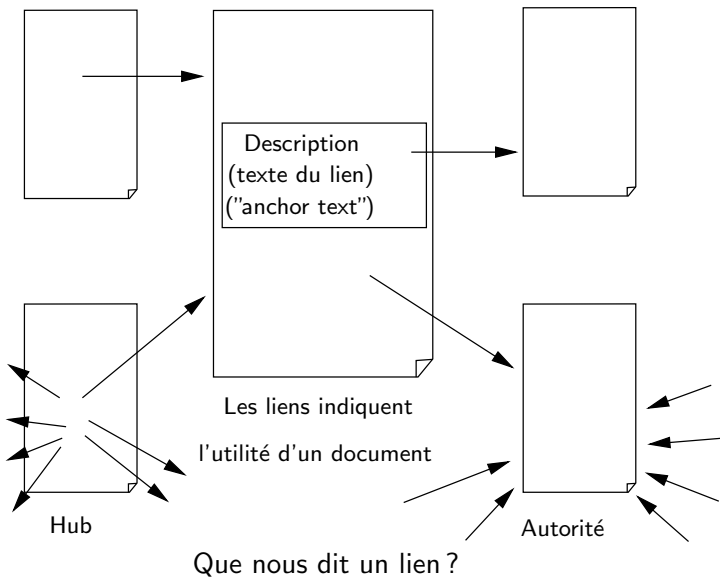 Description
(texte du lien)
(”anchor text”)
Les liens indiquent
l'utilité d'un document
Hub
Autorité
Que nous dit un lien ?